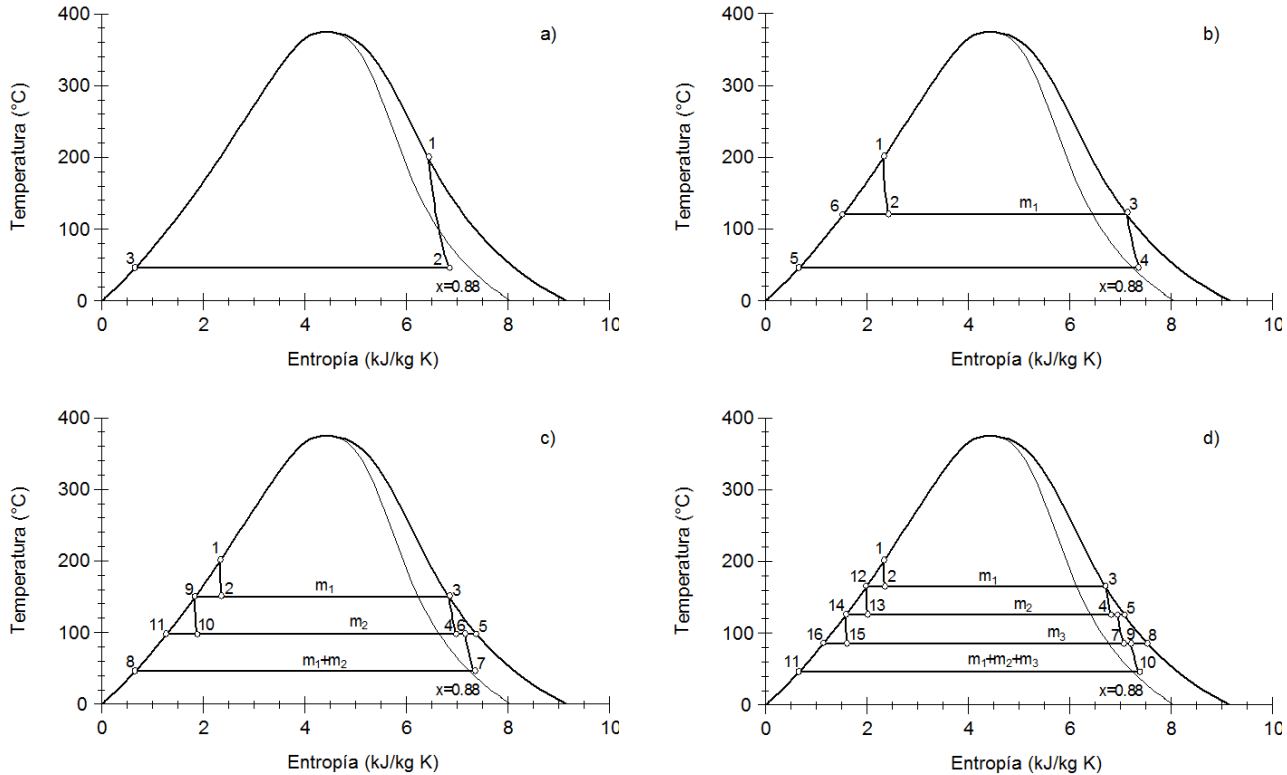 a)
Temperatura (°C)
400
300
200
100
0
1
3
2
x=0.88
0 2 4 6 8 10
Entropía (kJ/kg K)
b)
Temperatura (°C)
400
300
200
100
0
1
6 2 m₁ 3
5 4
x=0.88
0 2 4 6 8 10
Entropía (kJ/kg K)
c)
Temperatura (°C)
400
300
200
100
0
1
9 2 m₁ 3
11 10 m₂ 4 6 5
8 m₁+m₂ 7
x=0.88
0 2 4 6 8 10
Entropía (kJ/kg K)
d)
Temperatura (°C)
400
300
200
100
0
1
12 2 m₁ 3
14 13 m₂ 4 5
16 15 m₃ 7 9 8
11 m₁+m₂+m₃ 10
x=0.88
0 2 4 6 8 10
Entropía (kJ/kg K)